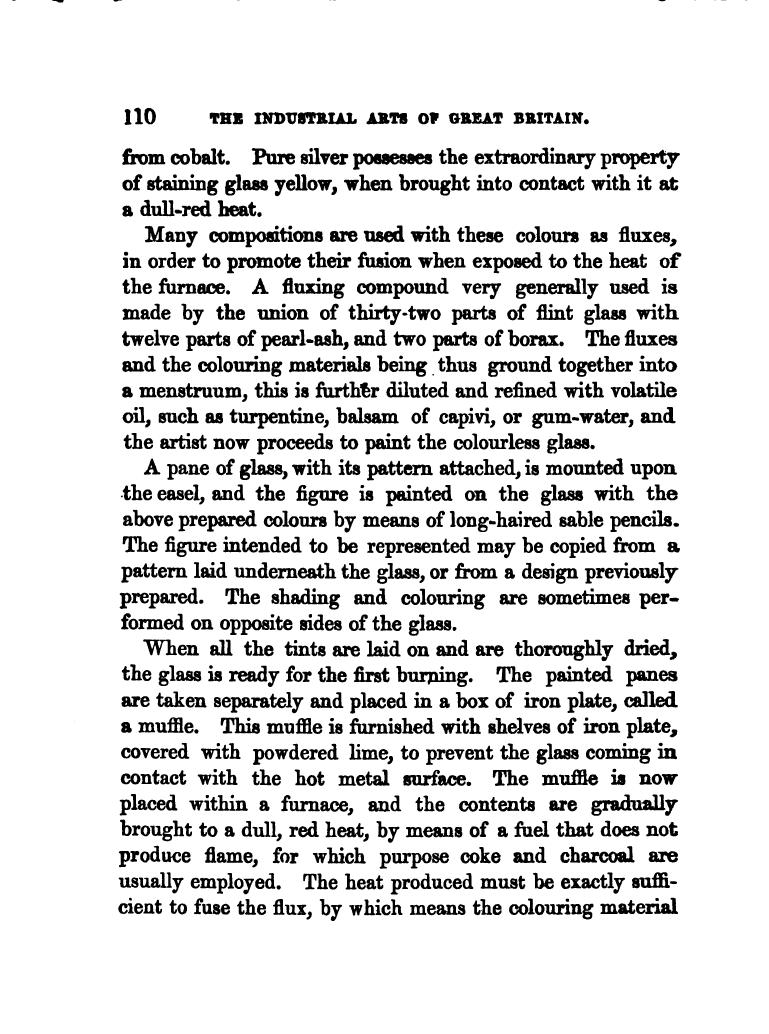 110 THE INDUSTRIAL ARTS OF GREAT BRITAIN.
from cobalt. Pure silver possesses the extraordinary property
of staining glass yellow, when brought into contact with it at
a dull-red heat.
Many compositions are used with these colours as fluxes,
in order to promote their fusion when exposed to the heat of
the furnace. A fluxing compound very generally used is
made by the union of thirty-two parts of flint glass with
twelve parts of pearl-ash, and two parts of borax. The fluxes
and the colouring materials being thus ground together into
a menstruum, this is further diluted and refined with volatile
oil, such as turpentine, balsam of capivi, or gum-water, and
the artist now proceeds to paint the colourless glass.
A pane of glass, with its pattern attached, is mounted upon
the easel, and the figure is painted on the glass with the
above prepared colours by means of long-haired sable pencils.
The figure intended to be represented may be copied from a
pattern laid underneath the glass, or from a design previously
prepared. The shading and colouring are sometimes per-
formed on opposite sides of the glass.
When all the tints are laid on and are thoroughly dried,
the glass is ready for the first burning. The painted panes
are taken separately and placed in a box of iron plate, called
a muffle. This muffle is furnished with shelves of iron plate,
covered with powdered lime, to prevent the glass coming in
contact with the hot metal surface. The muffle is now
placed within a furnace, and the contents are gradually
brought to a dull, red heat, by means of a fuel that does not
produce flame, for which purpose coke and charcoal are
usually employed. The heat produced must be exactly suffi-
cient to fuse the flux, by which means the colouring material